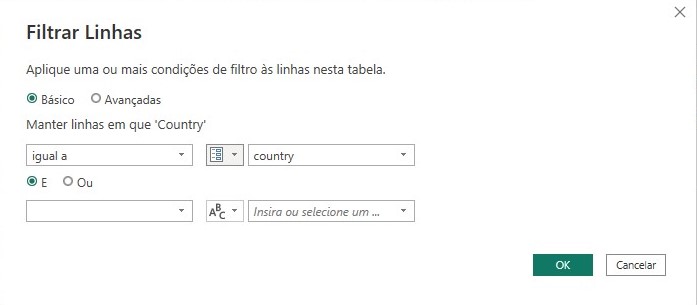 Filtrar Linhas
Aplique uma ou mais condições de filtro às linhas nesta tabela.
Básico Avançadas
Manter linhas em que 'Country'
igual a country
E Ou
ABC Insira ou selecione um ...
OK Cancelar